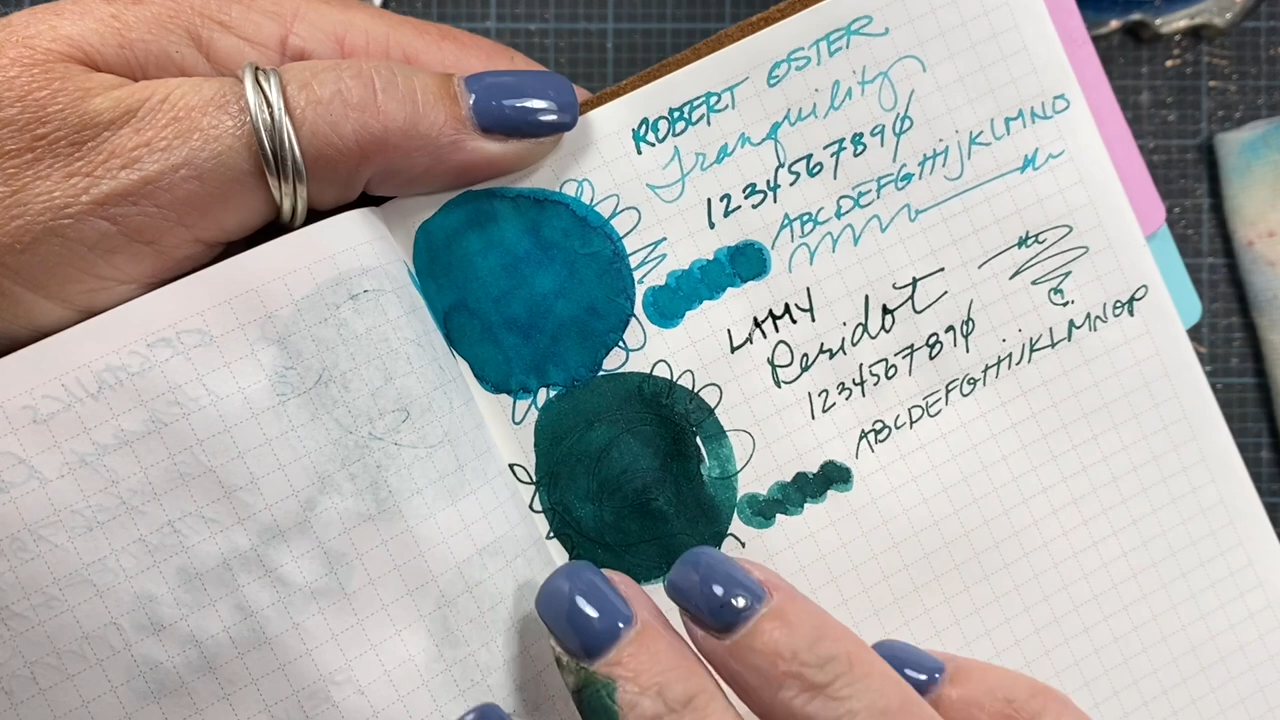 ROBERT OSTER
Tranquility
1234567890
ABCDEFGHIJKLMNO
LAMY
Peridot
1234567890
ABCDEFGHIJKLMNOP